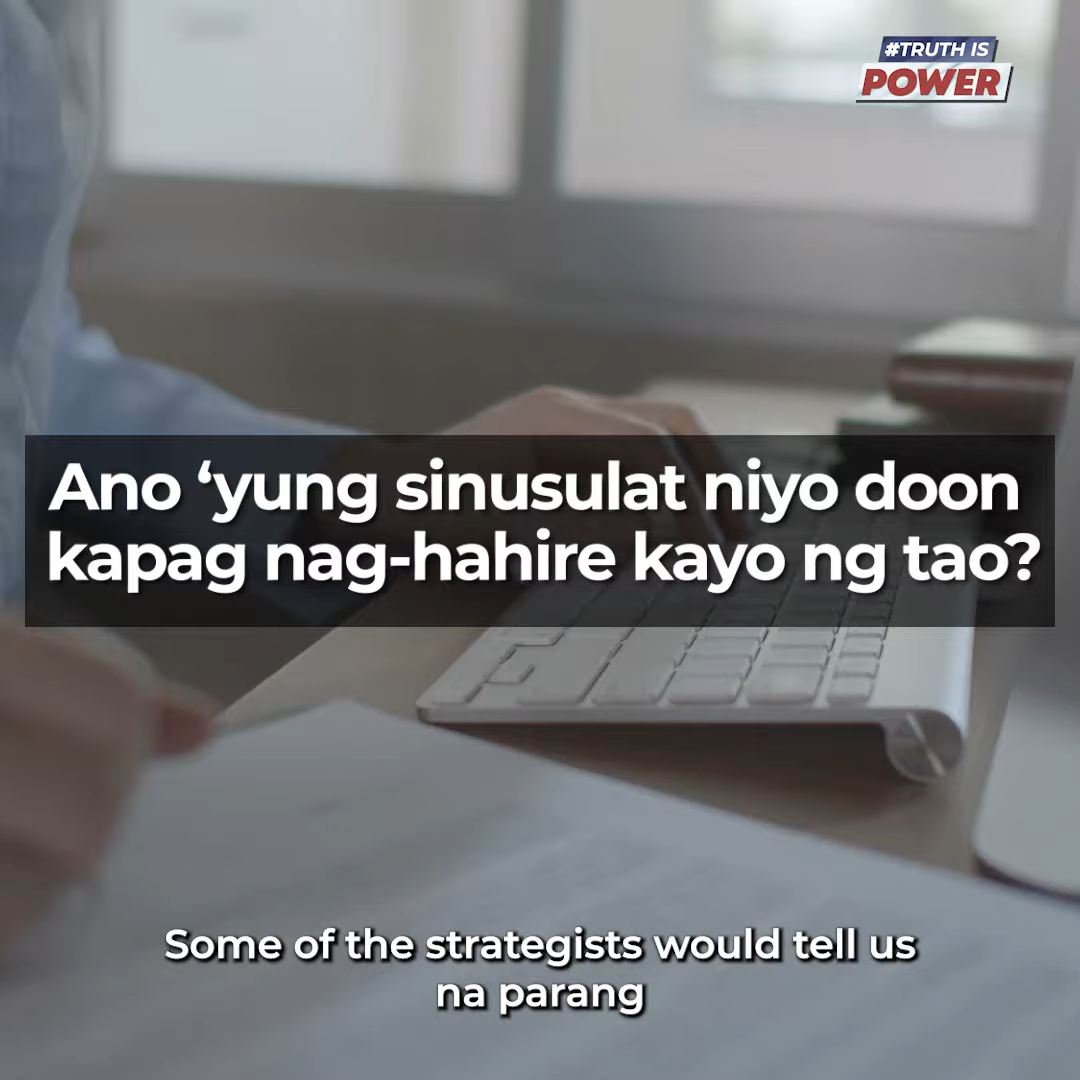 #TRUTH IS
POWER
Ano ‘yung sinusulat niyo doon
kapag nag-hahire kayo ng tao?
Some of the strategists would tell us
na parang